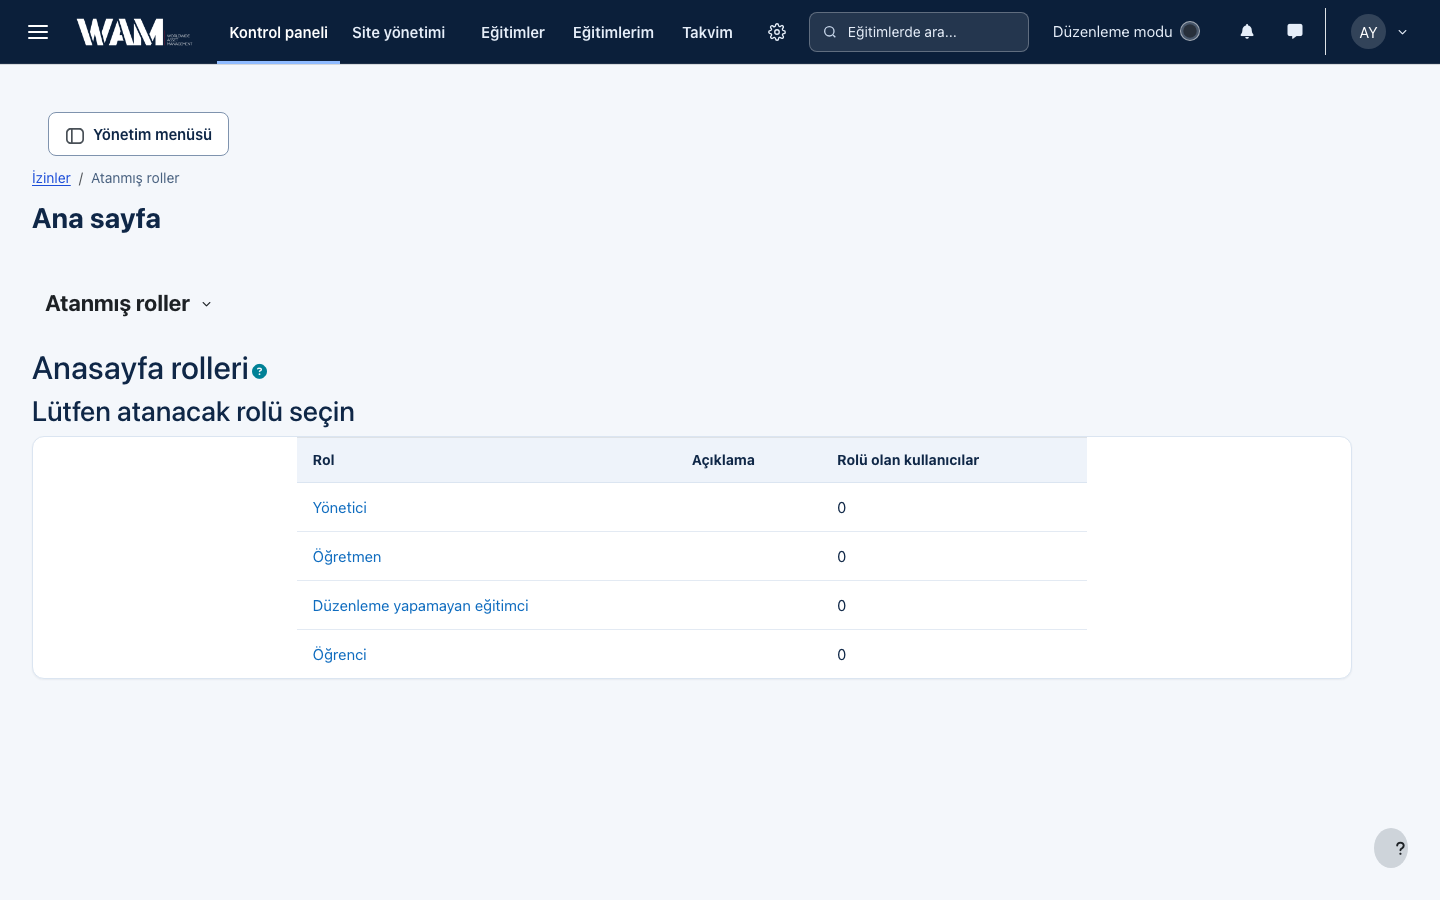 WAM
Kontrol paneli
Site yönetimi
Eğitimler
Eğitimlerim
Takvim
Eğitimlerde ara...
Düzenleme modu
AY
Yönetim menüsü
İzinler / Atanmış roller
Ana sayfa
Atanmış roller
Anasayfa rolleri ?
Lütfen atanacak rolü seçin
Rol Açıklama Rolü olan kullanıcılar
Yönetici 0
Öğretmen 0
Düzenleme yapamayan eğitimci 0
Öğrenci 0
?